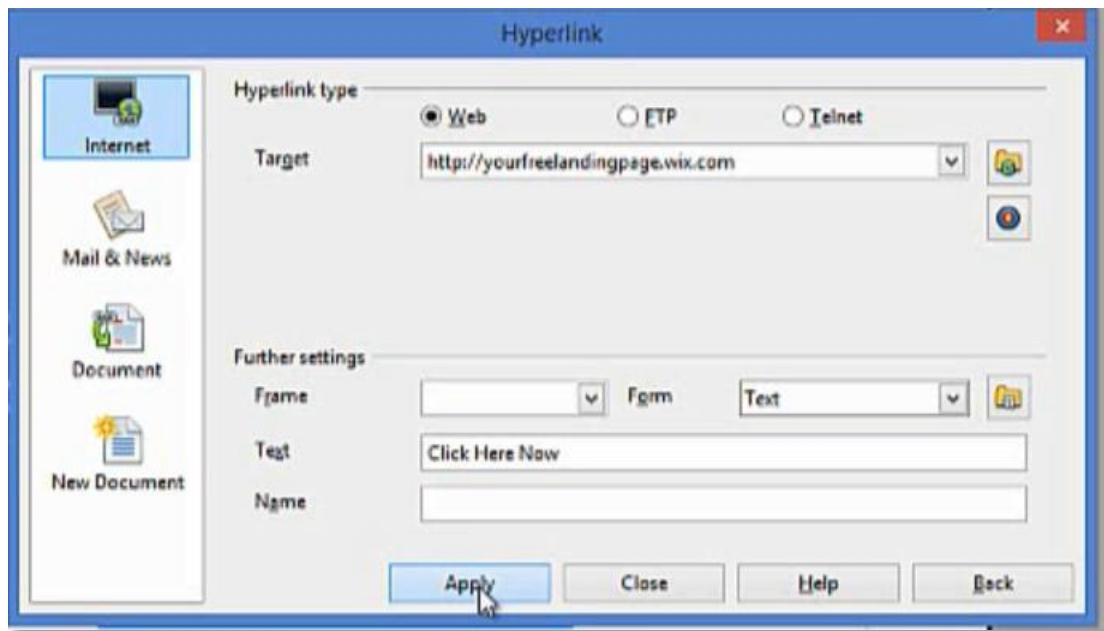 Hyperlink
Internet
Mail & News
Document
New Document
Hyperlink type
Web FTP Telnet
Target http://yourfreelandingpage.wix.com
Further settings
Frame Form Text
Text Click Here Now
Name
Apply Close Help Back